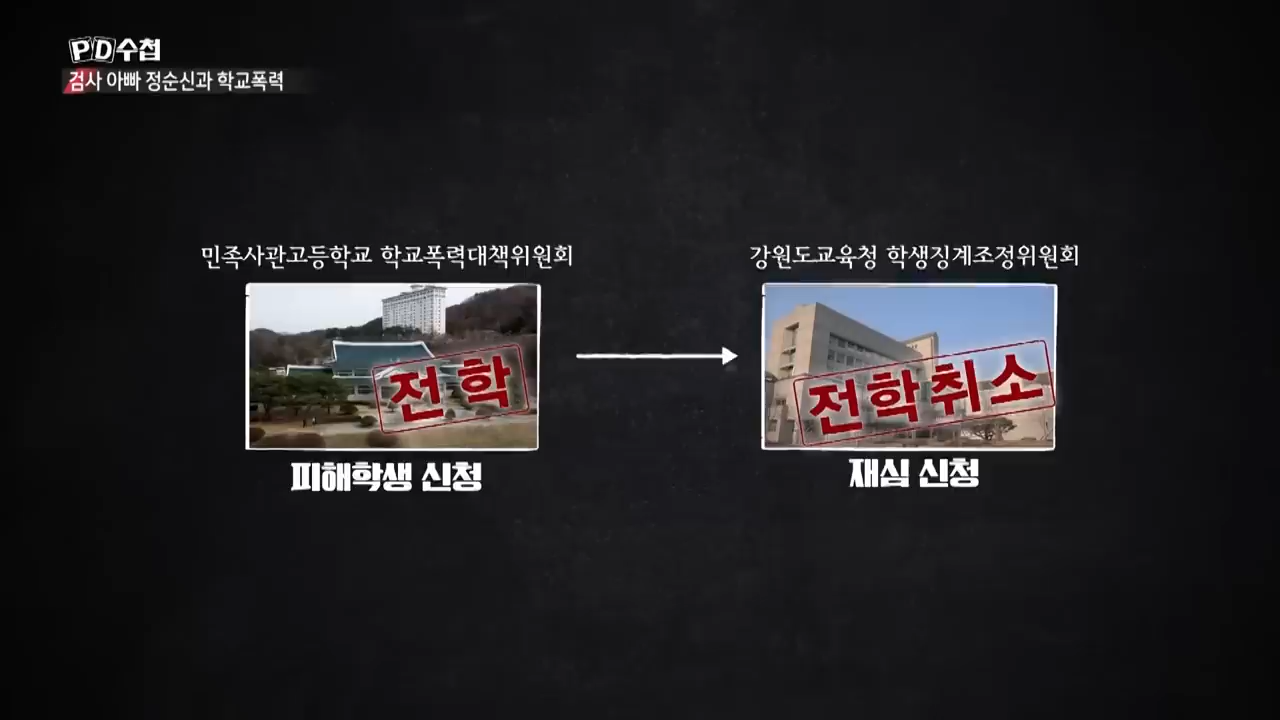 PD수첩
검사 아빠 정순신과 학교폭력
민족사관고등학교 학교폭력대책위원회
전학
피해학생 신청
강원도교육청 학생징계조정위원회
전학취소
재심 신청